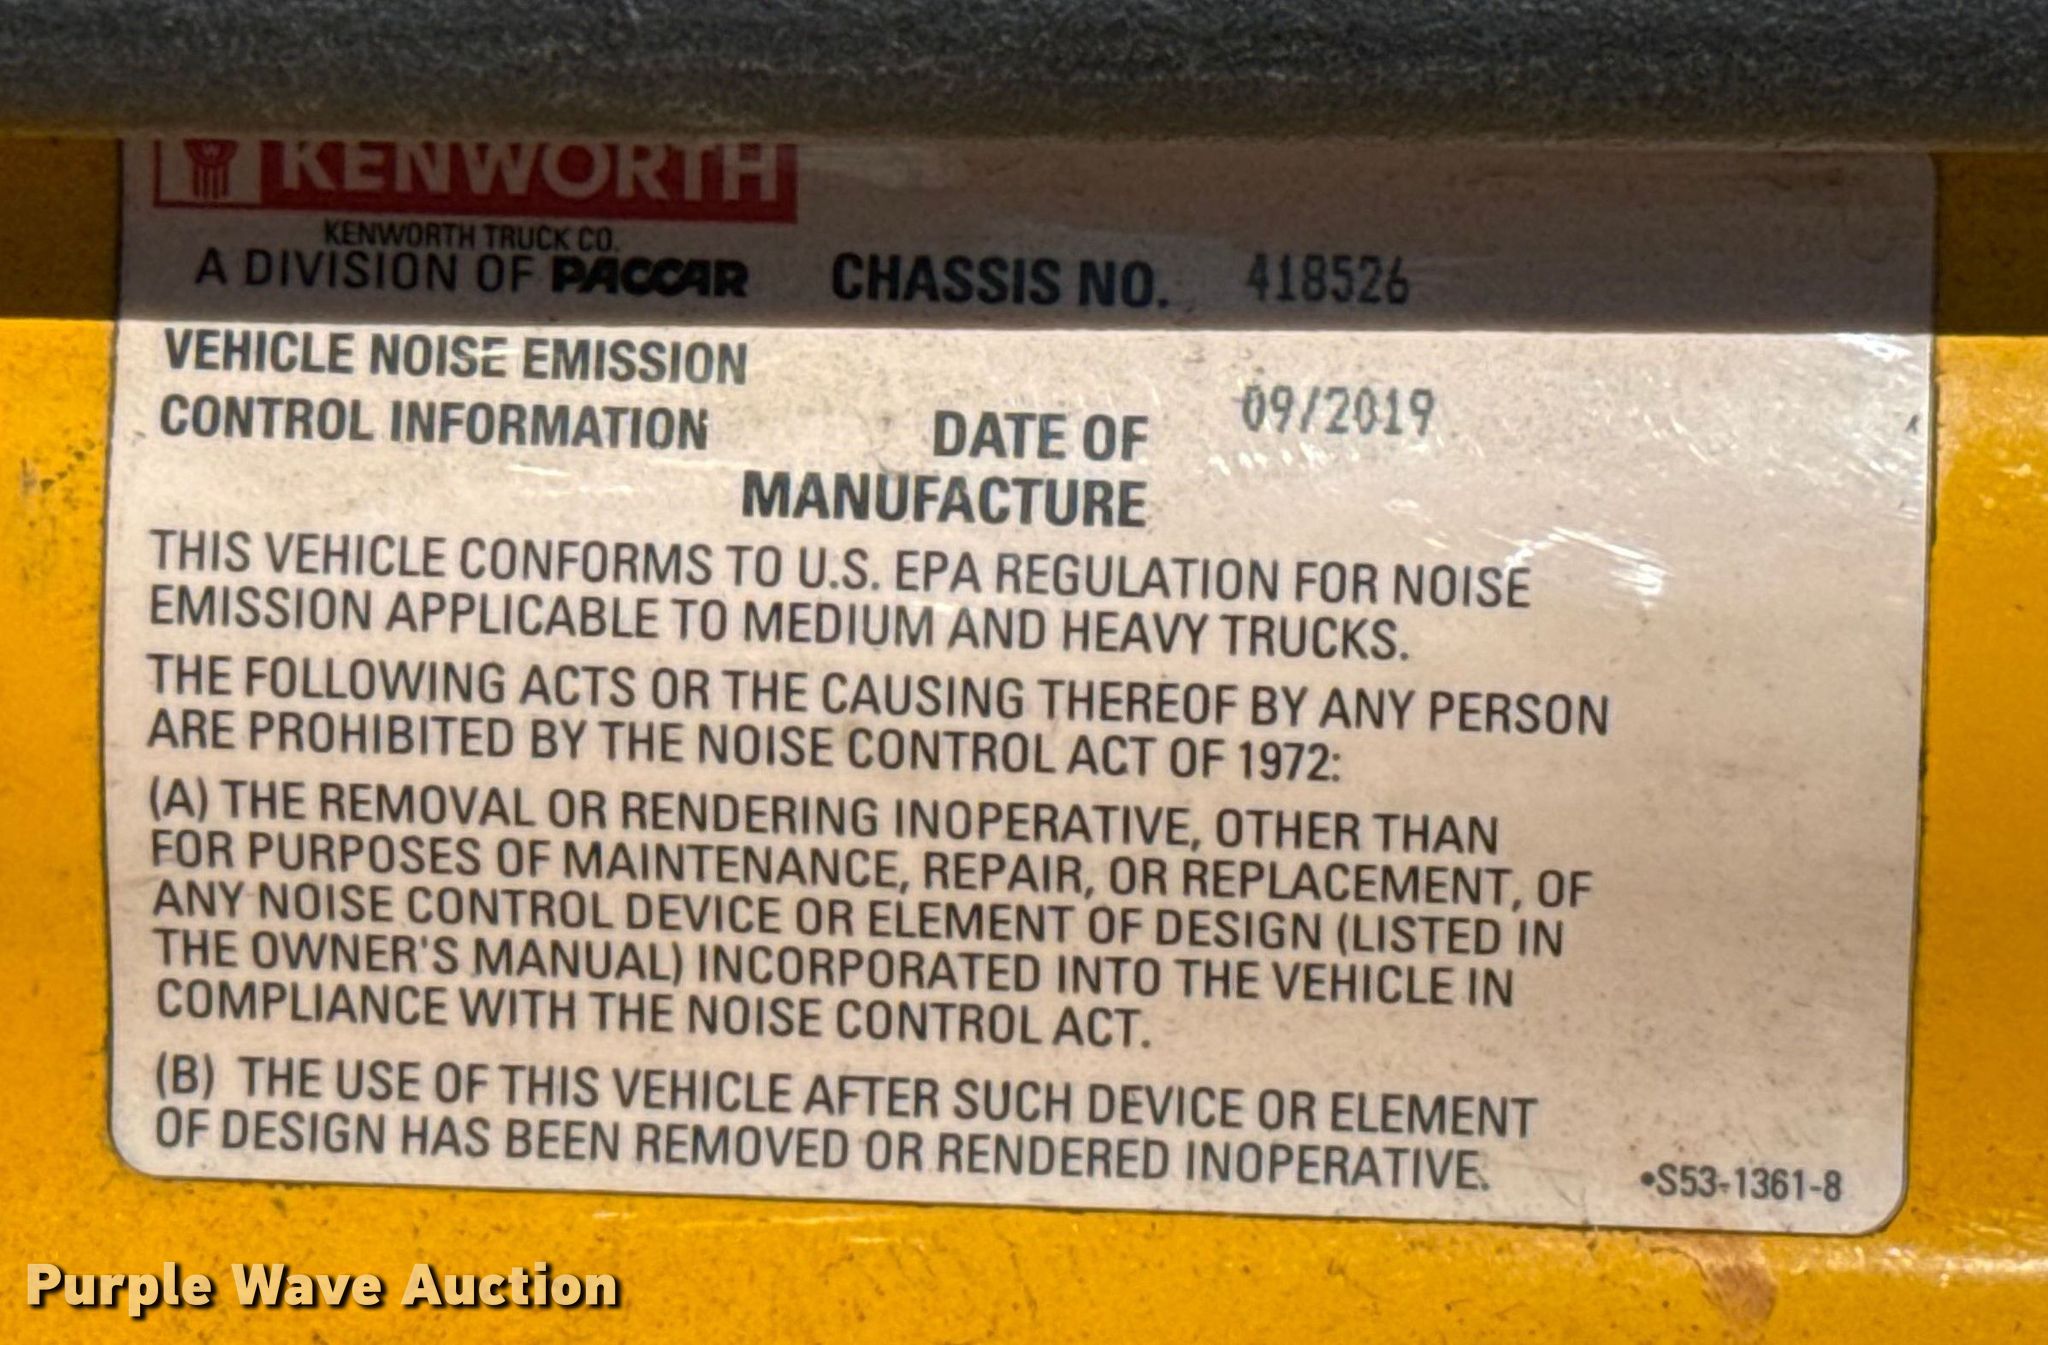 KENWORTH
KENWORTH TRUCK CO.
A DIVISION OF PACCAR CHASSIS NO. 418526
VEHICLE NOISE EMISSION
CONTROL INFORMATION
DATE OF 09/2019
MANUFACTURE
THIS VEHICLE CONFORMS TO U.S. EPA REGULATION FOR NOISE
EMISSION APPLICABLE TO MEDIUM AND HEAVY TRUCKS.
THE FOLLOWING ACTS OR THE CAUSING THEREOF BY ANY PERSON
ARE PROHIBITED BY THE NOISE CONTROL ACT OF 1972:
(A) THE REMOVAL OR RENDERING INOPERATIVE, OTHER THAN
FOR PURPOSES OF MAINTENANCE, REPAIR, OR REPLACEMENT, OF
ANY NOISE CONTROL DEVICE OR ELEMENT OF DESIGN (LISTED IN
THE OWNER'S MANUAL) INCORPORATED INTO THE VEHICLE IN
COMPLIANCE WITH THE NOISE CONTROL ACT.
(B) THE USE OF THIS VEHICLE AFTER SUCH DEVICE OR ELEMENT
OF DESIGN HAS BEEN REMOVED OR RENDERED INOPERATIVE.
•S53-1361-8
Purple Wave Auction